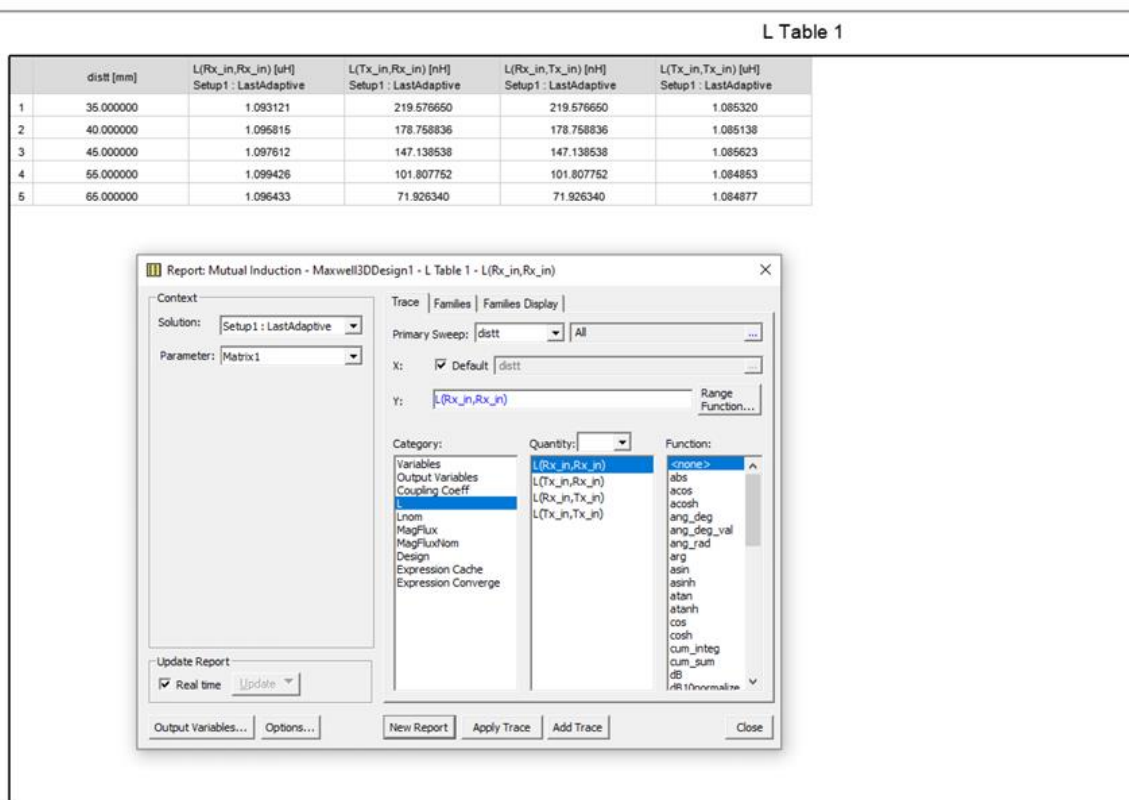 L Table 1
distt [mm] L(Rx_in,Rx_in) [uH] L(Tx_in,Rx_in) [nH] L(Rx_in,Tx_in) [nH] L(Tx_in,Tx_in) [uH]
Setup1 : LastAdaptive Setup1 : LastAdaptive Setup1 : LastAdaptive Setup1 : LastAdaptive
1 35.000000 1.093121 219.576650 219.576650 1.085320
2 40.000000 1.095815 178.758836 178.758836 1.085138
3 45.000000 1.097612 147.138538 147.138538 1.085623
4 55.000000 1.099426 101.807752 101.807752 1.084853
5 65.000000 1.096433 71.926340 71.926340 1.084877
Report: Mutual Induction - Maxwell3DDesign1 - L Table 1 - L(Rx_in,Rx_in)
Context
Solution: Setup1 : LastAdaptive
Parameter: Matrix1
Update Report
Real time Update
Output Variables... Options...
Trace Families Families Display
Primary Sweep: distt All ...
X: Default distt ...
Y: L(Rx_in,Rx_in) Range
Function...
Category:
Variables
Output Variables
Coupling Coeff
L
Lnom
MagFlux
MagFluxNom
Design
Expression Cache
Expression Converge
Quantity:
L(Rx_in,Rx_in)
L(Tx_in,Rx_in)
L(Rx_in,Tx_in)
L(Tx_in,Tx_in)
Function:
<none>
abs
acos
acosh
ang_deg
ang_deg_val
ang_rad
arg
asin
asinh
atan
atanh
cos
cosh
cum_integ
cum_sum
dB
dB10normalize
New Report Apply Trace Add Trace Close